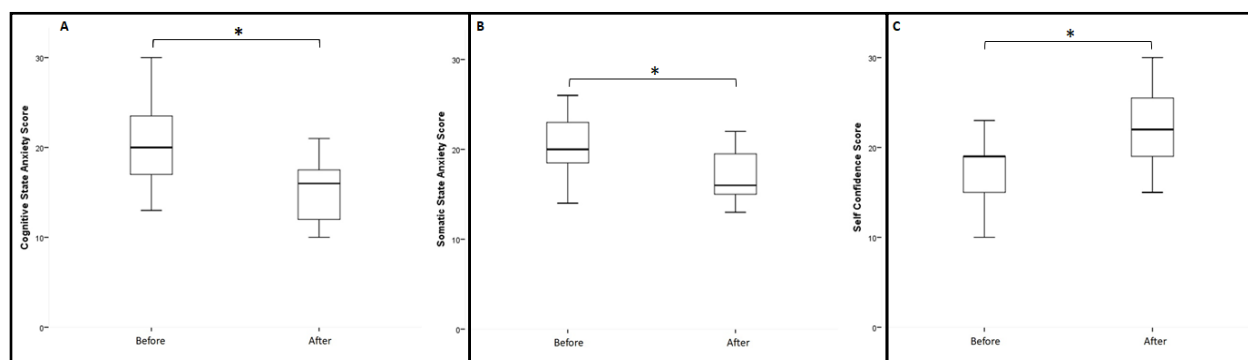 A
*
Cognitive State Anxiety Score
30
20
10
0
Before After
B
*
Somatic State Anxiety Score
30
20
10
0
Before After
C
*
Self Confidence Score
30
20
10
0
Before After